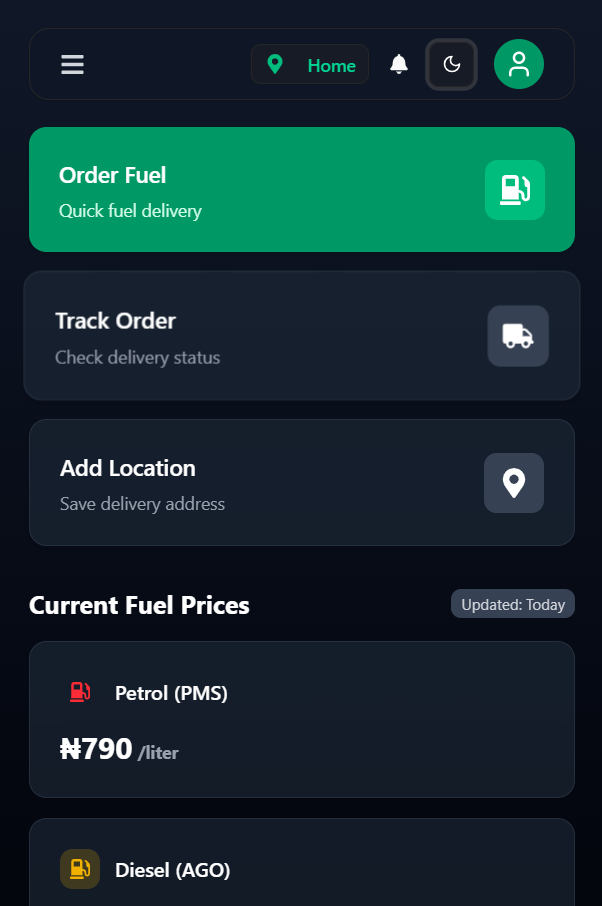 Home
Order Fuel
Quick fuel delivery
Track Order
Check delivery status
Add Location
Save delivery address
Current Fuel Prices
Updated: Today
Petrol (PMS)
₦790 /liter
Diesel (AGO)